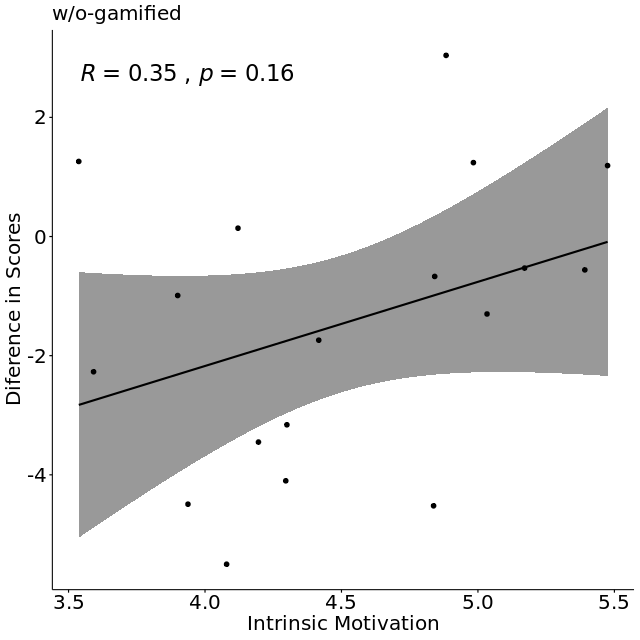 w/o-gamified
R = 0.35 , p = 0.16
2
0
-2
-4
Diference in Scores
3.5 4.0 4.5 5.0 5.5
Intrinsic Motivation